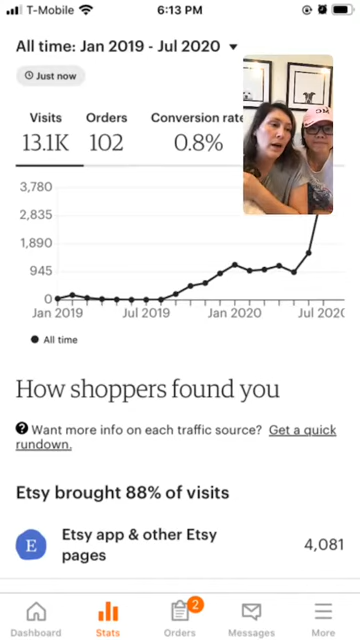 T-Mobile 6:13 PM
All time: Jan 2019 - Jul 2020
Just now
Visits Orders Conversion rate
13.1K 102 0.8%
3,780
2,835
1,890
945
0
Jan 2019 Jul 2019 Jan 2020 Jul 2020
All time
How shoppers found you
Want more info on each traffic source? Get a quick
rundown.
Etsy brought 88% of visits
E Etsy app & other Etsy
pages 4,081
2
Dashboard Stats Orders Messages More